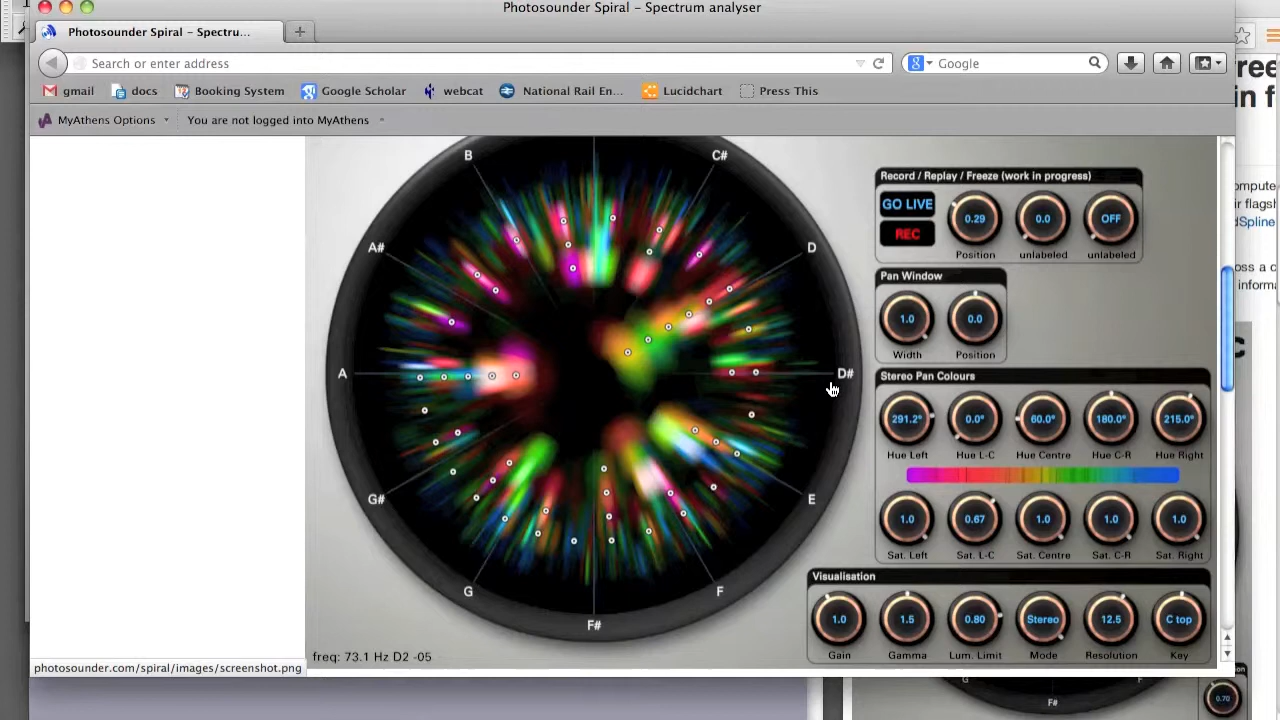 Photosounder Spiral – Spectrum analyser
Photosounder Spiral – Spectru...
Search or enter address
Google
gmail docs Booking System Google Scholar webcat National Rail En... Lucidchart Press This
MyAthens Options You are not logged into MyAthens
B
C#
A#
D
A
D#
G#
E
G
F
F#
freq: 73.1 Hz D2 -05
Record / Replay / Freeze (work in progress)
GO LIVE
REC
0.29 0.0 OFF
Position unlabeled unlabeled
Pan Window
1.0 0.0
Width Position
Stereo Pan Colours
291.2° 0.0° 60.0° 180.0° 215.0°
Hue Left Hue L-C Hue Centre Hue C-R Hue Right
1.0 0.67 1.0 1.0 1.0
Sat. Left Sat. L-C Sat. Centre Sat. C-R Sat. Right
Visualisation
1.0 1.5 0.80 Stereo 12.5 C top
Gain Gamma Lum. Limit Mode Resolution Key
photosounder.com/spiral/images/screenshot.png
G
F#
0.70
in f